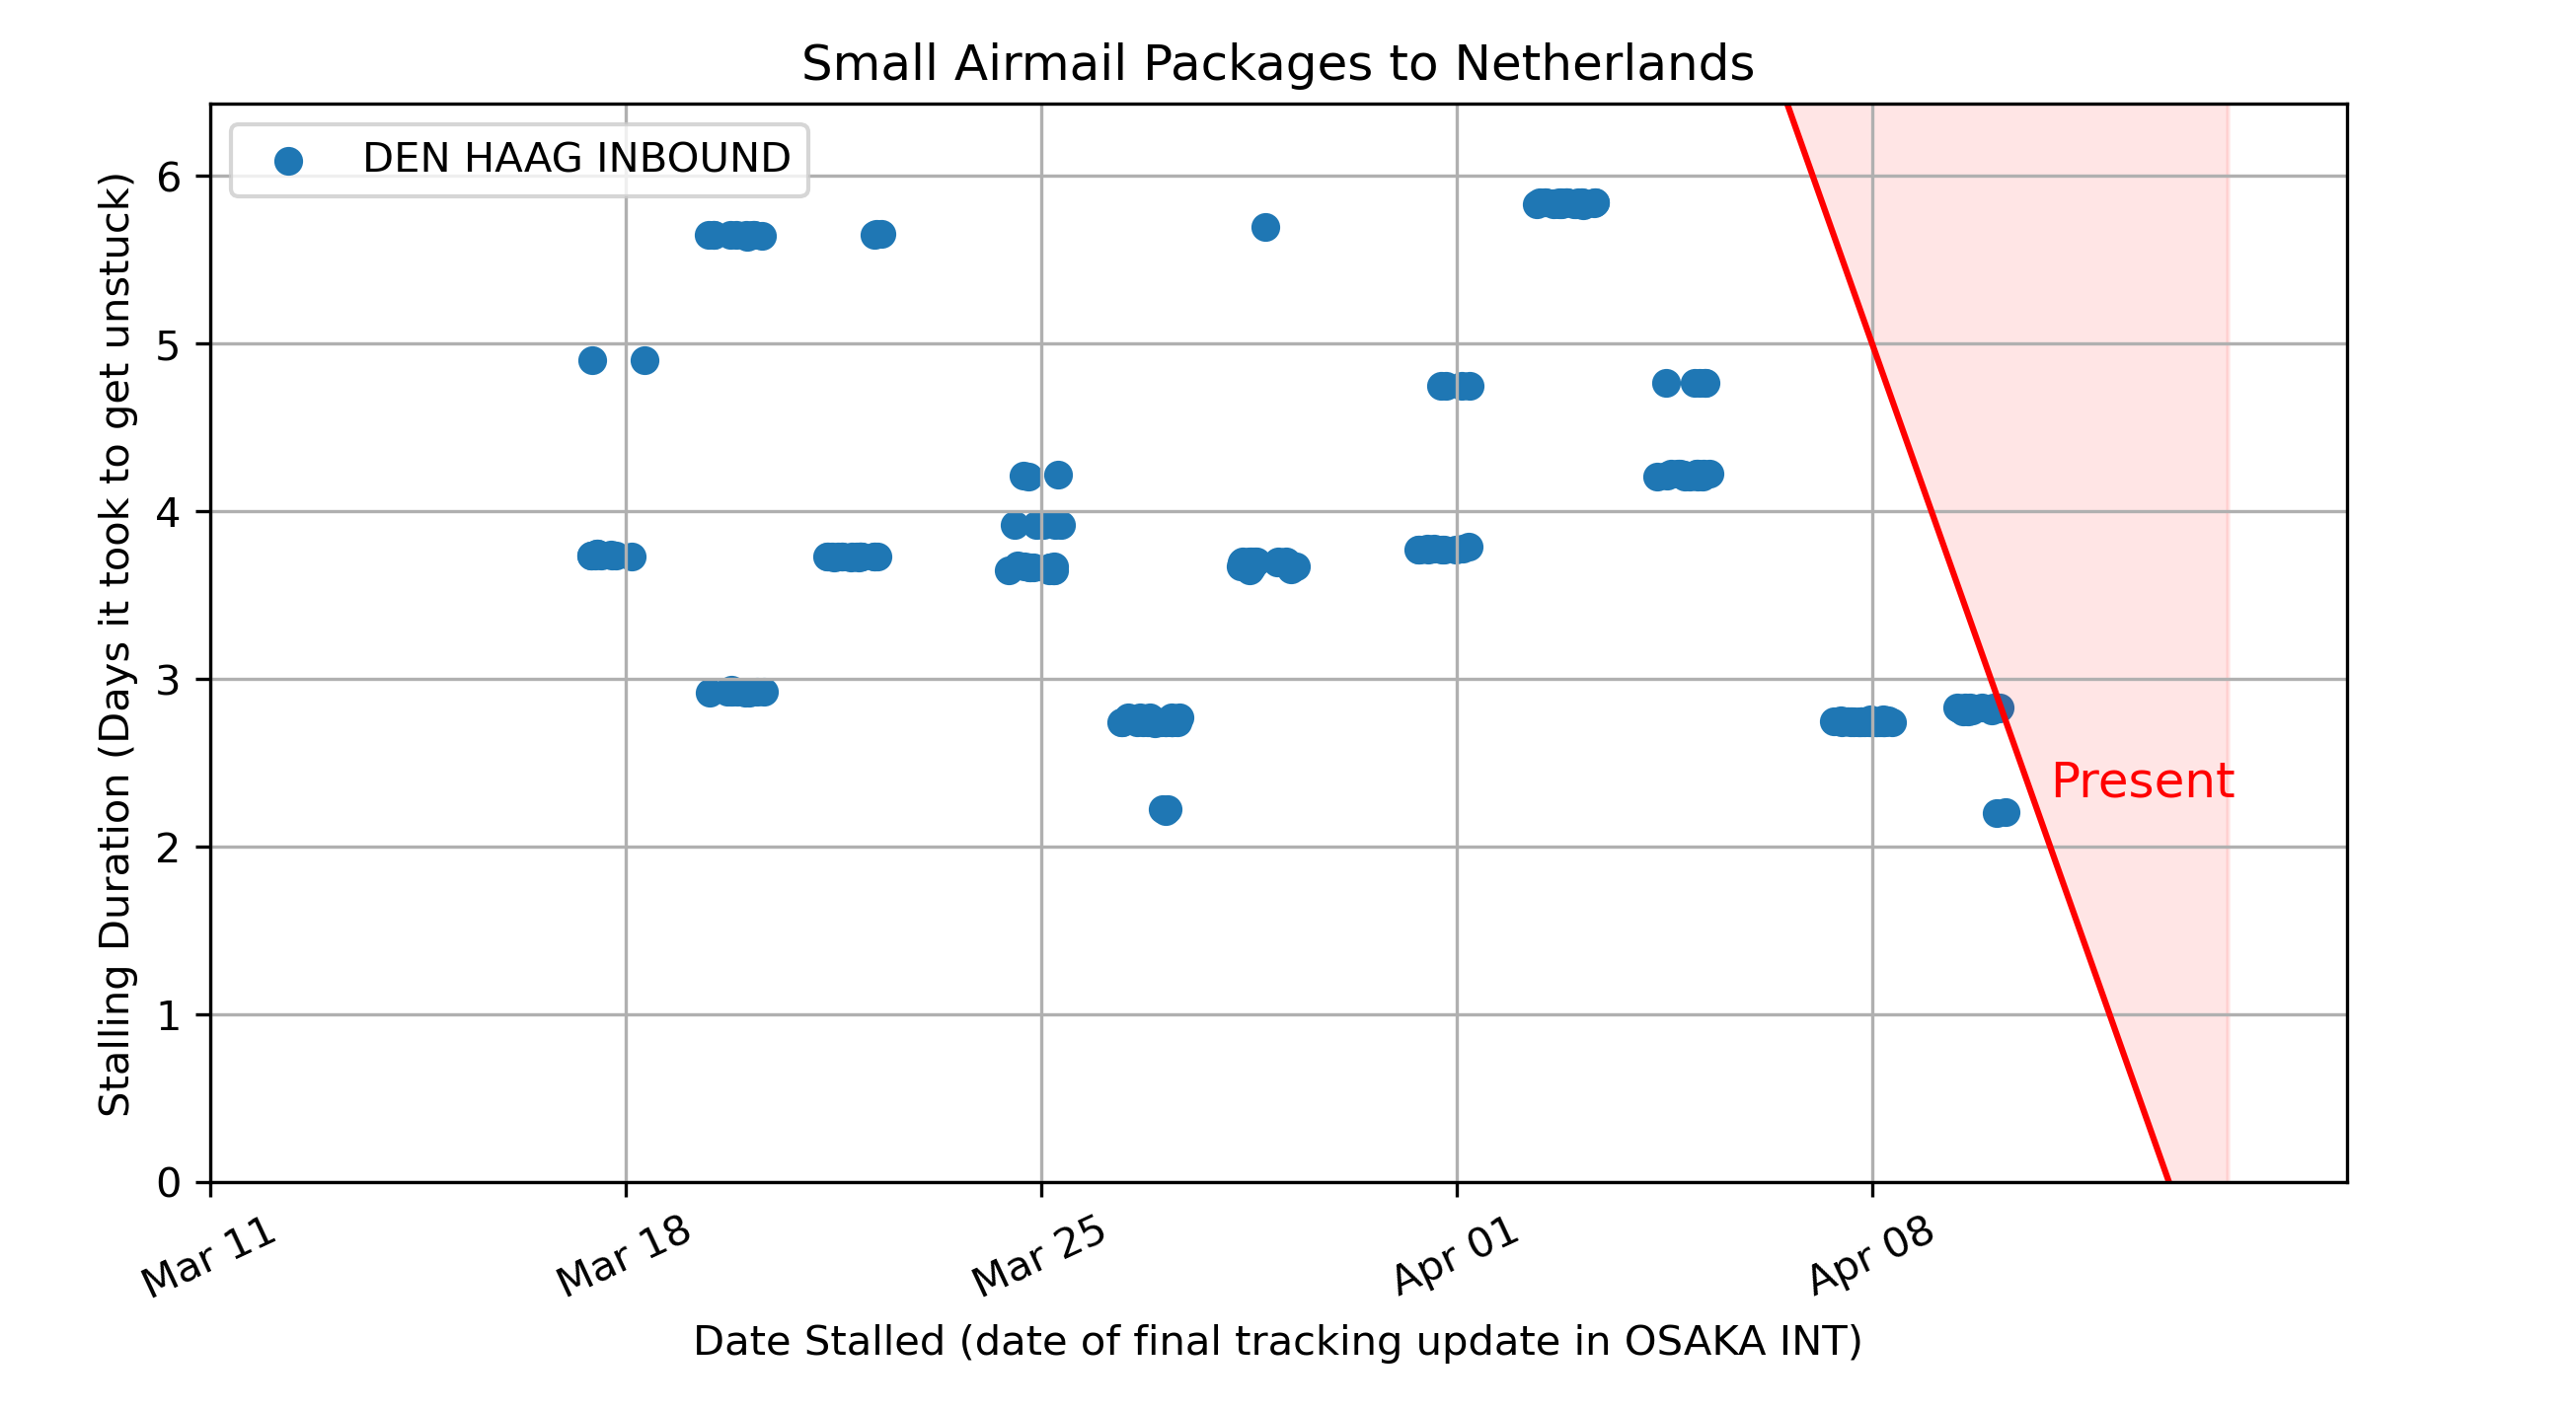 Small Airmail Packages to Netherlands
DEN HAAG INBOUND
Stalling Duration (Days it took to get unstuck)
6
5
4
3
2
1
0
Present
Mar 11
Mar 18
Mar 25
Apr 01
Apr 08
Date Stalled (date of final tracking update in OSAKA INT)